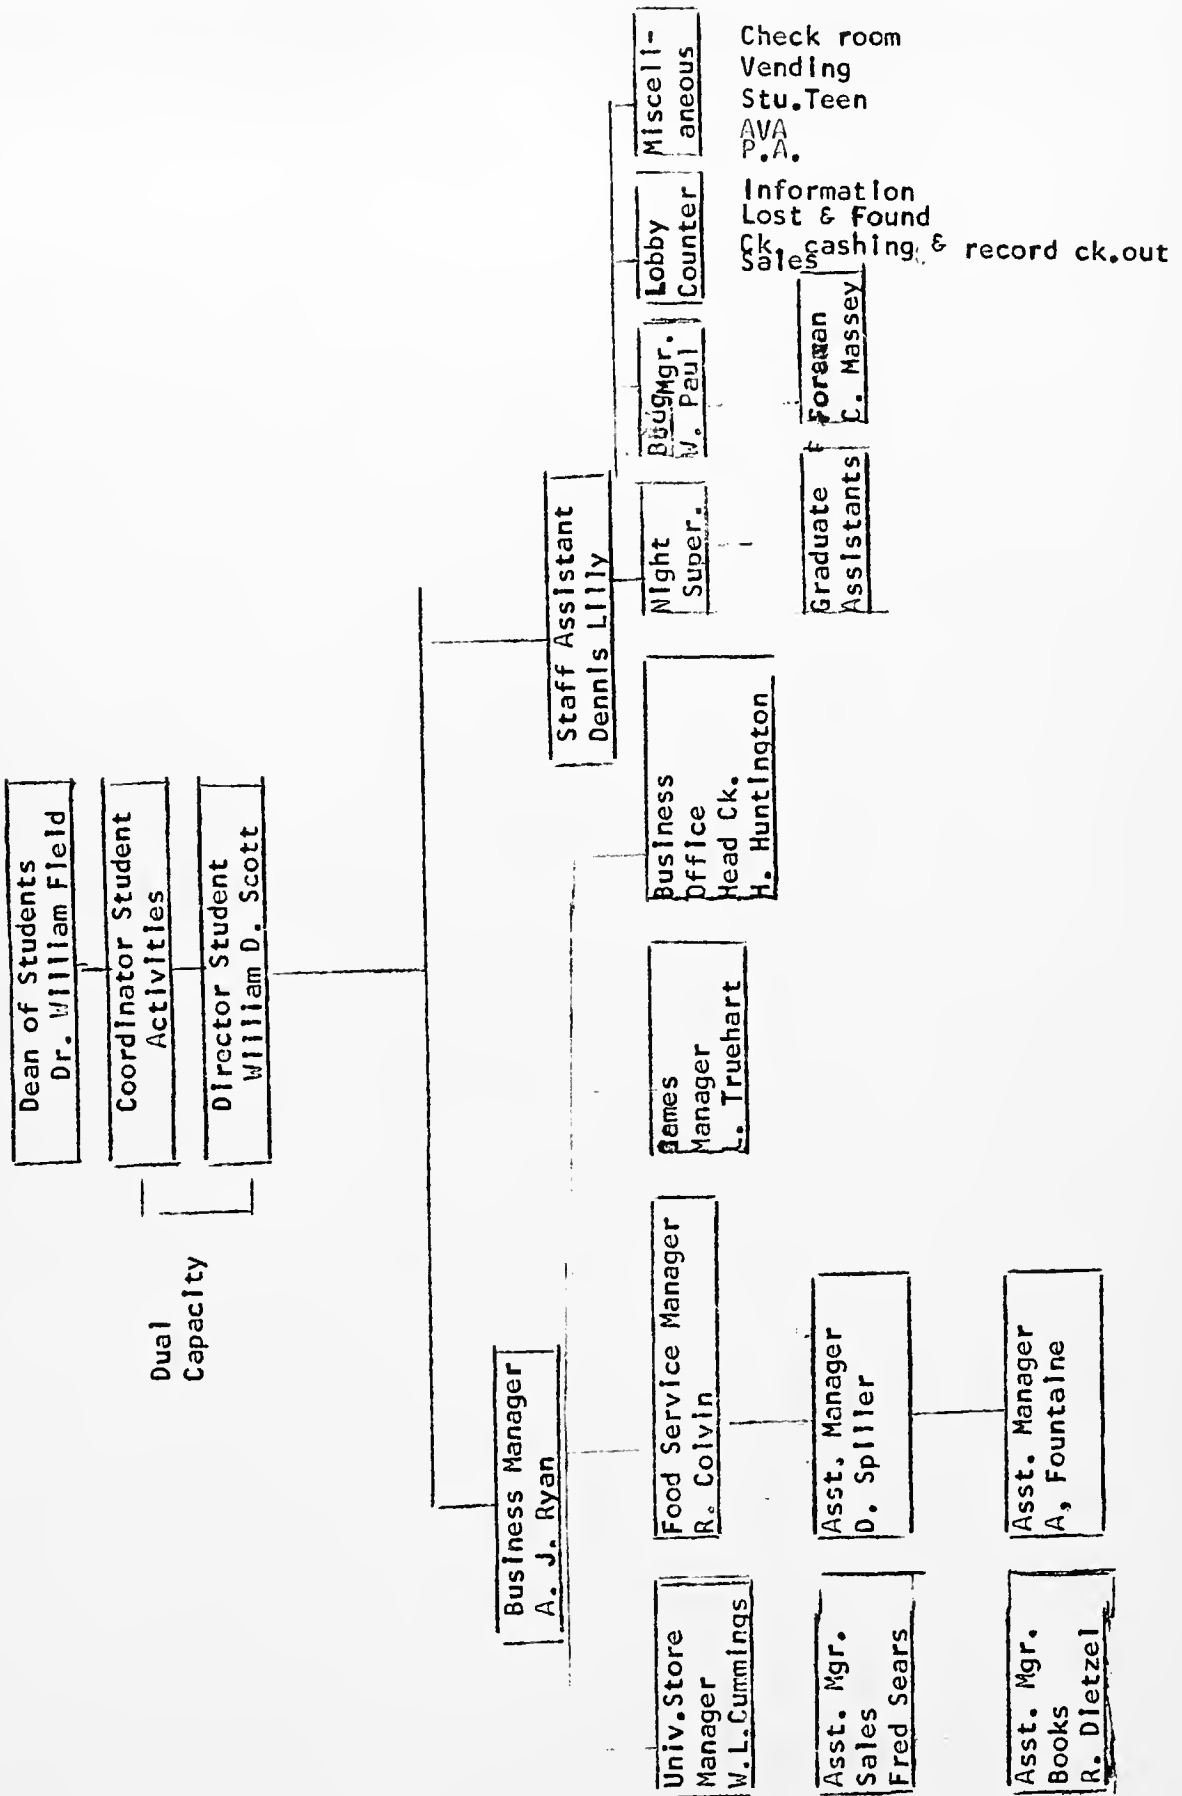 Dean of Students
Dr. William Field
Coordinator Student
Activities
Director Student
William D. Scott
Dual
Capacity
Business Manager
A. J. Ryan
Staff Assistant
Dennis Lilly
Univ.Store
Manager
W.L.Cummings
Food Service Manager
R. Colvin
Games
Manager
L. Truehart
Business
Office
Head Ck.
H. Huntington
Night
Super.
Mgr.
W. Paul
Lobby
Counter
Miscell-
aneous
Check room
Vending
Stu.Teen
AVA
P.A.
Information
Lost & Found
Ck. cashing & record ck.out
Sales
Asst. Mgr.
Sales
Fred Sears
Asst. Manager
D. Spiller
Graduate
Assistants
Foreman
C. Massey
Asst. Mgr.
Books
R. Dietzel
Asst. Manager
A, Fountaine